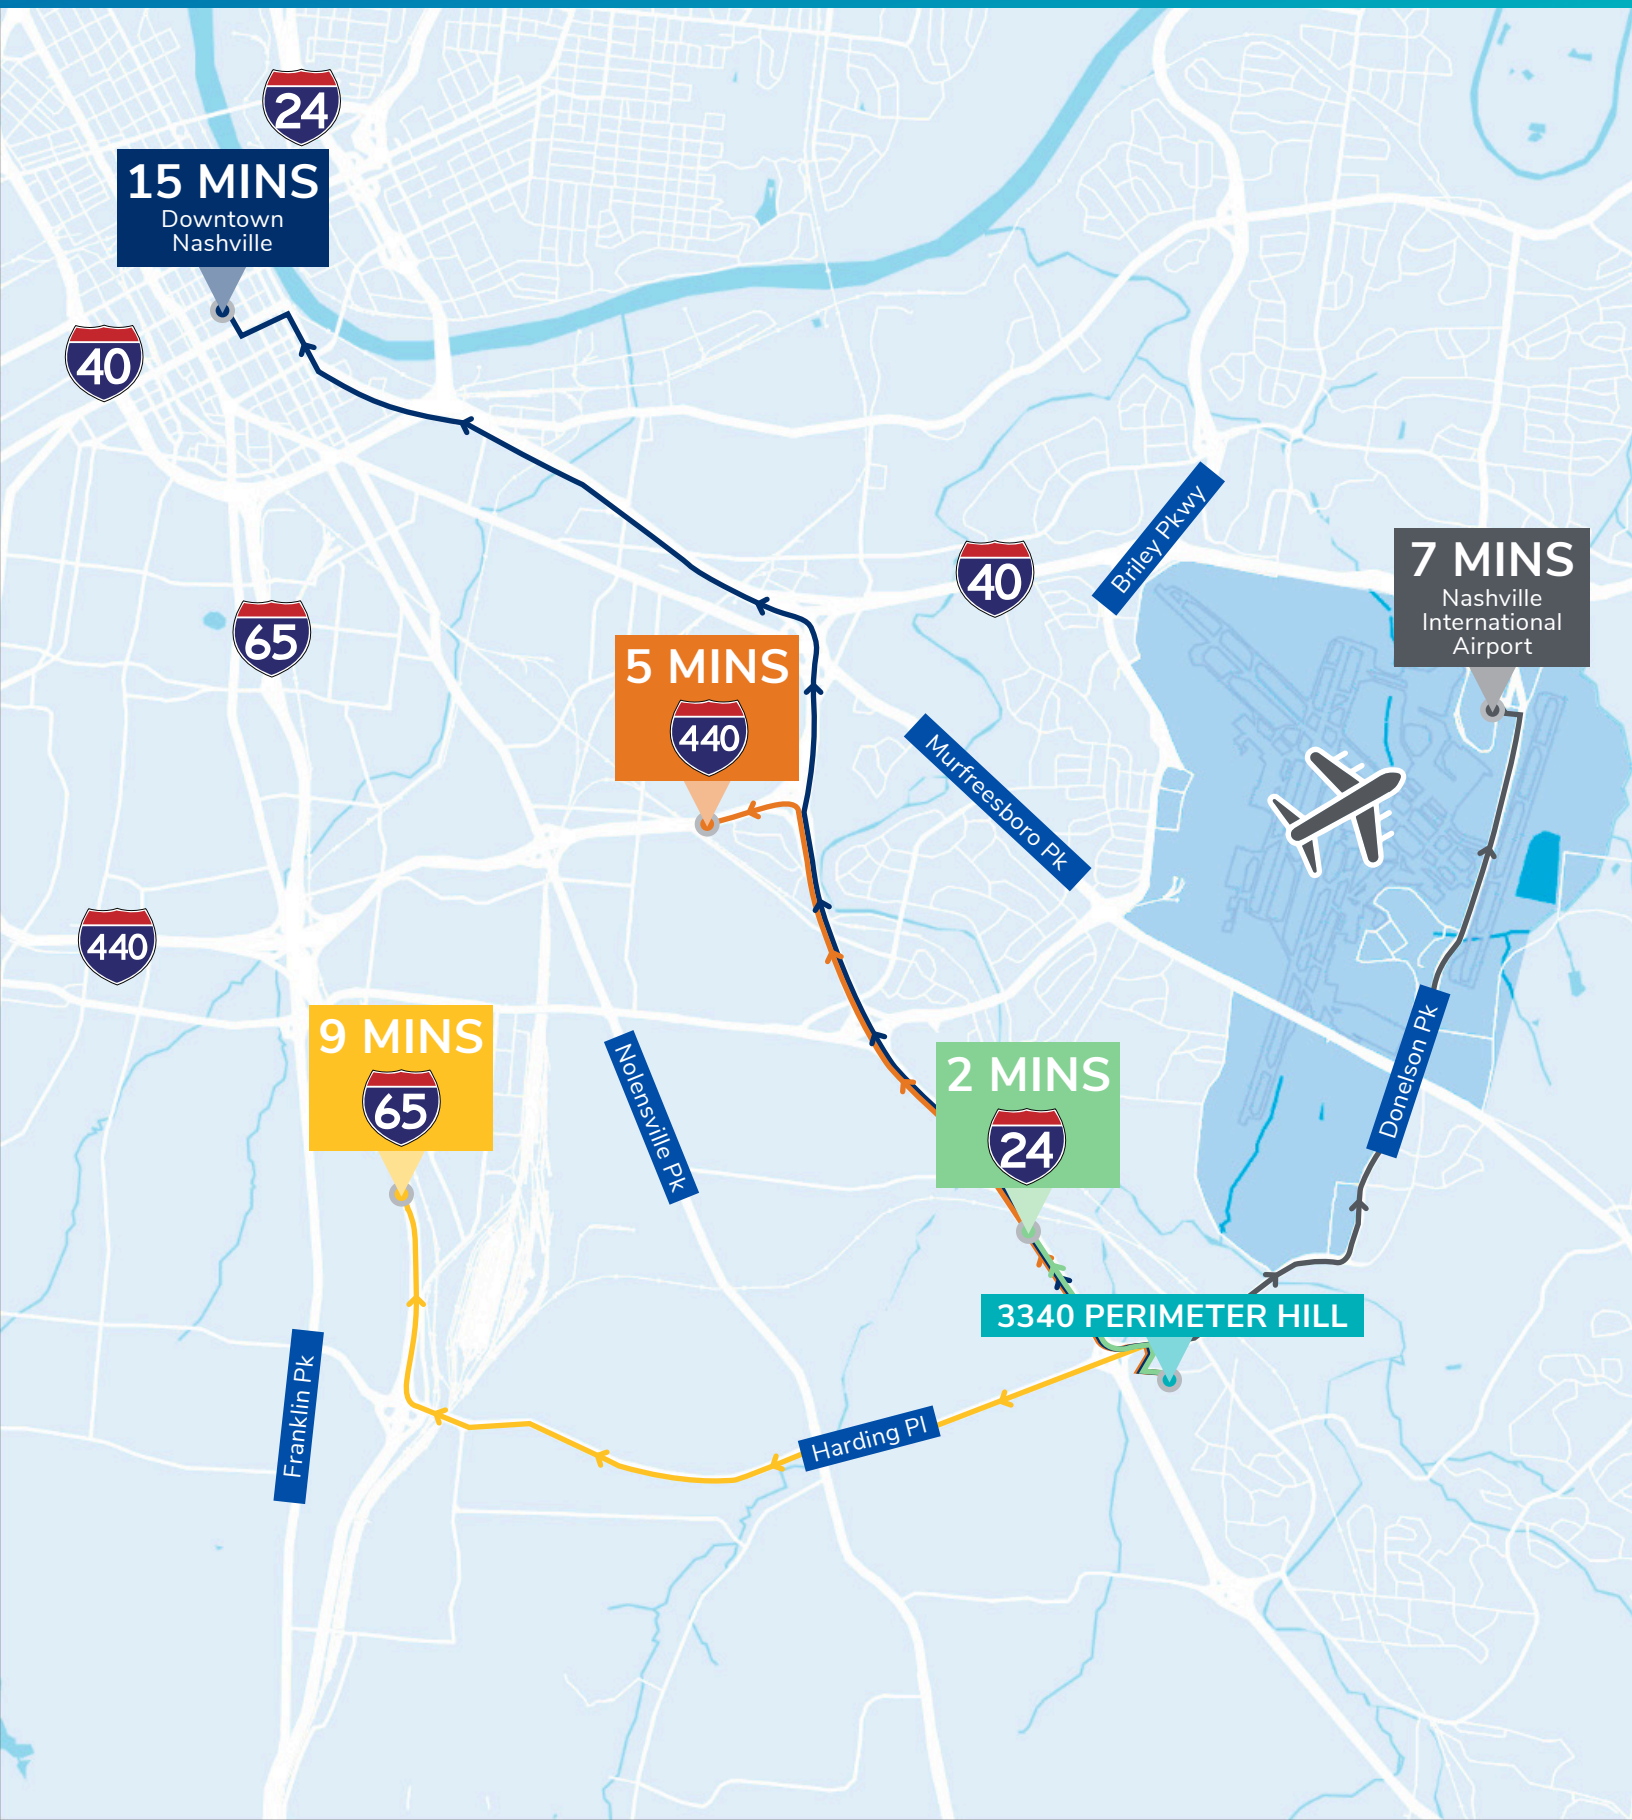 24
15 MINS
Downtown
Nashville
40
Briley Pkwy
40
7 MINS
Nashville
International
Airport
65
5 MINS
440
Murfreesboro Pk
440
9 MINS
65
Nolensville Pk
2 MINS
24
Donelson Pk
3340 PERIMETER HILL
Franklin Pk
Harding Pl